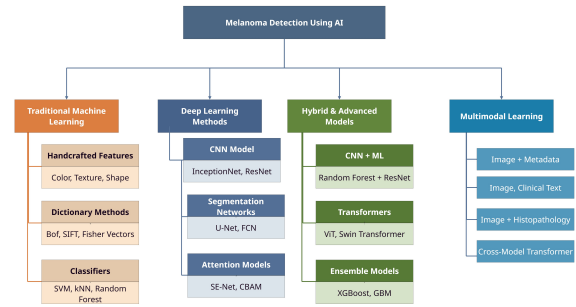 Melanoma Detection Using AI
Traditional Machine
Learning
Handcrafted Features
Color, Texture, Shape
Dictionary Methods
Bof, SIFT, Fisher Vectors
Classifiers
SVM, kNN, Random
Forest
Deep Learning
Methods
CNN Model
InceptionNet, ResNet
Segmentation
Networks
U-Net, FCN
Attention Models
SE-Net, CBAM
Hybrid & Advanced
Models
CNN + ML
Random Forest + ResNet
Transformers
ViT, Swin Transformer
Ensemble Models
XGBoost, GBM
Multimodal Learning
Image + Metadata
Image, Clinical Text
Image + Histopathology
Cross-Model Transformer